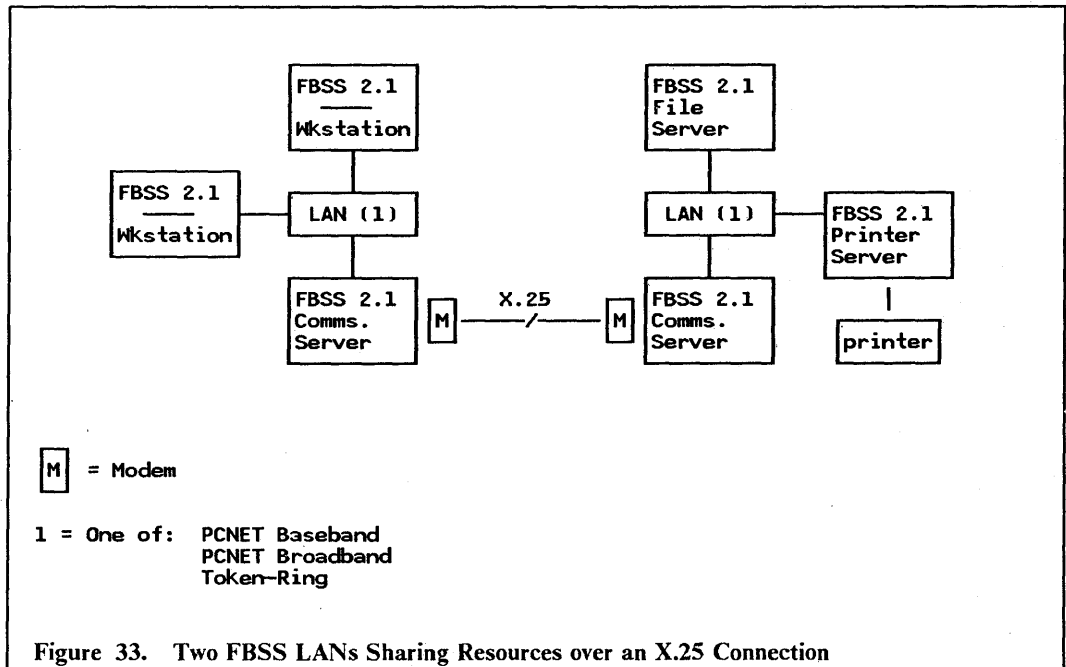 FBSS 2.1
Wkstation
FBSS 2.1
File
Server
FBSS 2.1
Wkstation
LAN (1)
LAN (1)
FBSS 2.1
Printer
Server
FBSS 2.1
Comms.
Server
M
X.25
M
FBSS 2.1
Comms.
Server
printer
M = Modem
1 = One of: PCNET Baseband
PCNET Broadband
Token-Ring
Figure 33. Two FBSS LANs Sharing Resources over an X.25 Connection